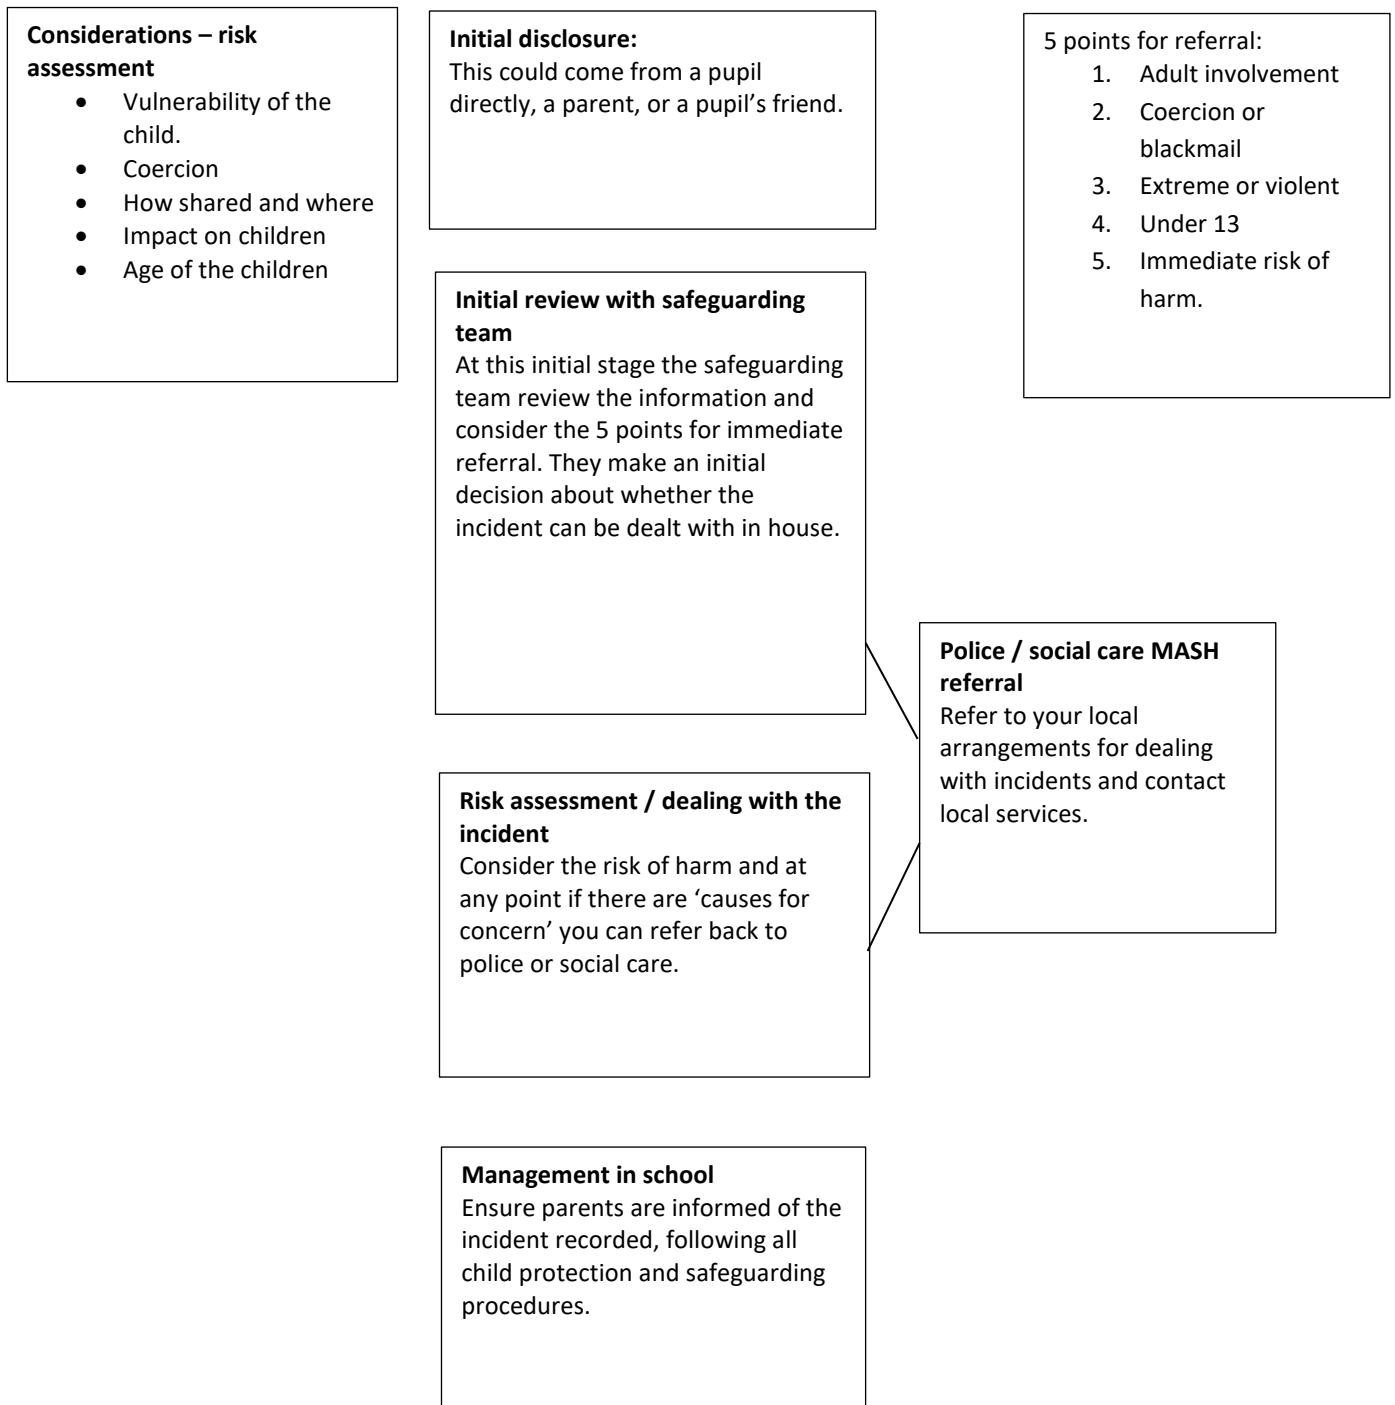 Considerations – risk
assessment
• Vulnerability of the
child.
• Coercion
• How shared and where
• Impact on children
• Age of the children
Initial disclosure:
This could come from a pupil
directly, a parent, or a pupil’s friend.
5 points for referral:
1. Adult involvement
2. Coercion or
blackmail
3. Extreme or violent
4. Under 13
5. Immediate risk of
harm.
Initial review with safeguarding
team
At this initial stage the safeguarding
team review the information and
consider the 5 points for immediate
referral. They make an initial
decision about whether the
incident can be dealt with in house.
Police / social care MASH
referral
Refer to your local
arrangements for dealing
with incidents and contact
local services.
Risk assessment / dealing with the
incident
Consider the risk of harm and at
any point if there are ‘causes for
concern’ you can refer back to
police or social care.
Management in school
Ensure parents are informed of the
incident recorded, following all
child protection and safeguarding
procedures.